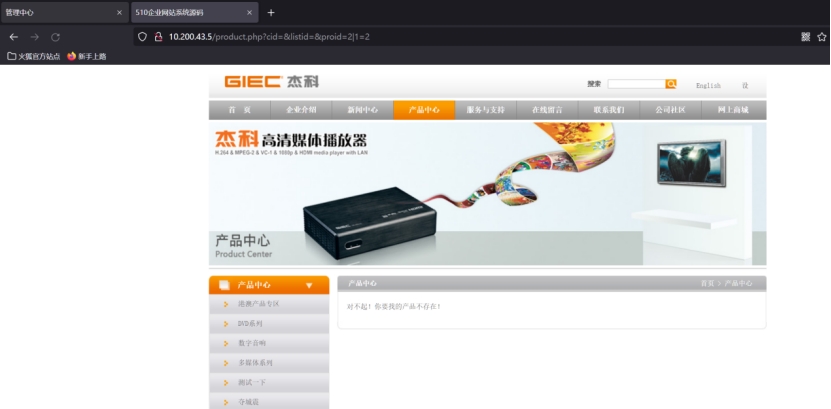 管理中心
510企业网站系统源码
10.200.43.5/product.php?cid=&listid=&proid=2|1=2
火狐官方站点 新手上路
GIEC 杰科
搜索
English
首 页 企业介绍 新闻中心 产品中心 服务与支持 在线留言 联系我们 公司社区 网上商城
杰科高清媒体播放器
H.264 & MPEG-2 & VC-1 & 1080p & HDMI media player with LAN
产品中心
Product Center
产品中心
产品中心
首页 > 产品中心
港澳产品专区
对不起！你要找的产品不存在！
DVD系列
数字音响
多媒体系列
测试一下